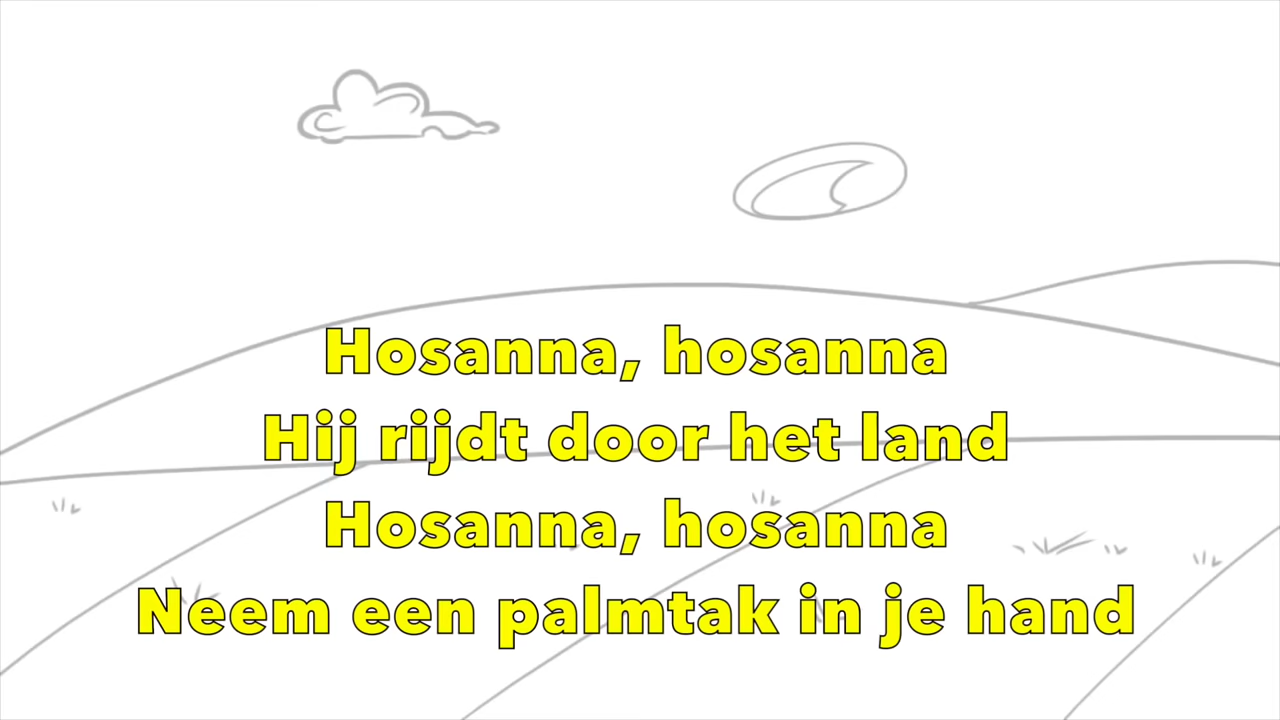 Hosanna, hosanna
Hij rijdt door het land
Hosanna, hosanna
Neem een palmtak in je hand